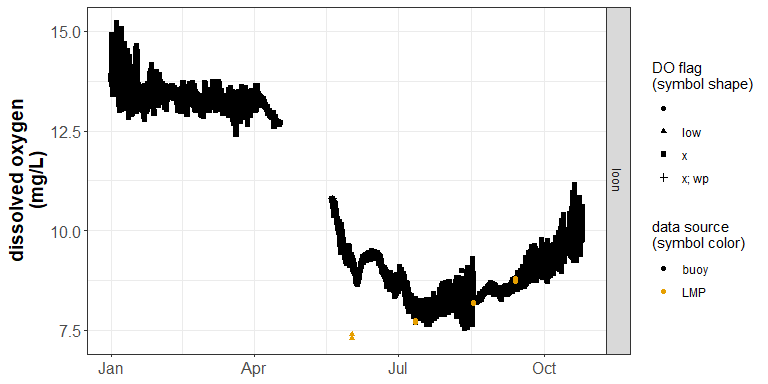 dissolved oxygen
(mg/L)
15.0
12.5
10.0
7.5
Jan
Apr
Jul
Oct
loon
DO flag
(symbol shape)
low
x
x; wp
data source
(symbol color)
buoy
LMP